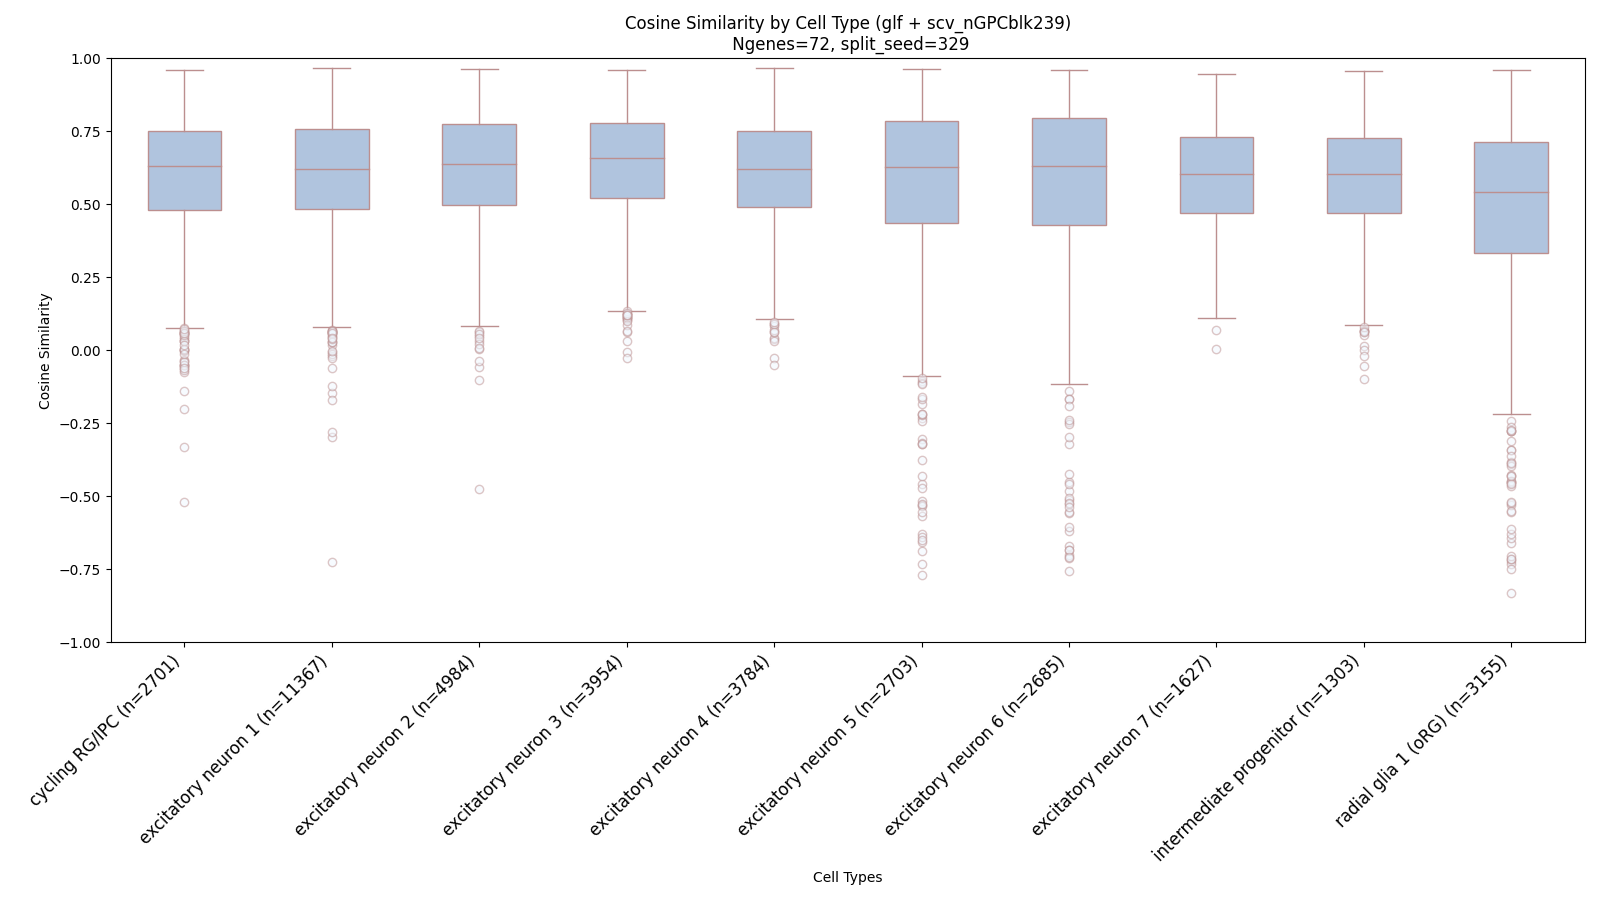 Cosine Similarity by Cell Type (glf + scv_nGPCblk239)
Ngenes=72, split_seed=329
Cosine Similarity
1.00
0.75
0.50
0.25
0.00
−0.25
−0.50
−0.75
−1.00
cycling RG/IPC (n=2701)
excitatory neuron 1 (n=11367)
excitatory neuron 2 (n=4984)
excitatory neuron 3 (n=3954)
excitatory neuron 4 (n=3784)
excitatory neuron 5 (n=2703)
excitatory neuron 6 (n=2685)
excitatory neuron 7 (n=1627)
intermediate progenitor (n=1303)
radial glia 1 (oRG) (n=3155)
Cell Types